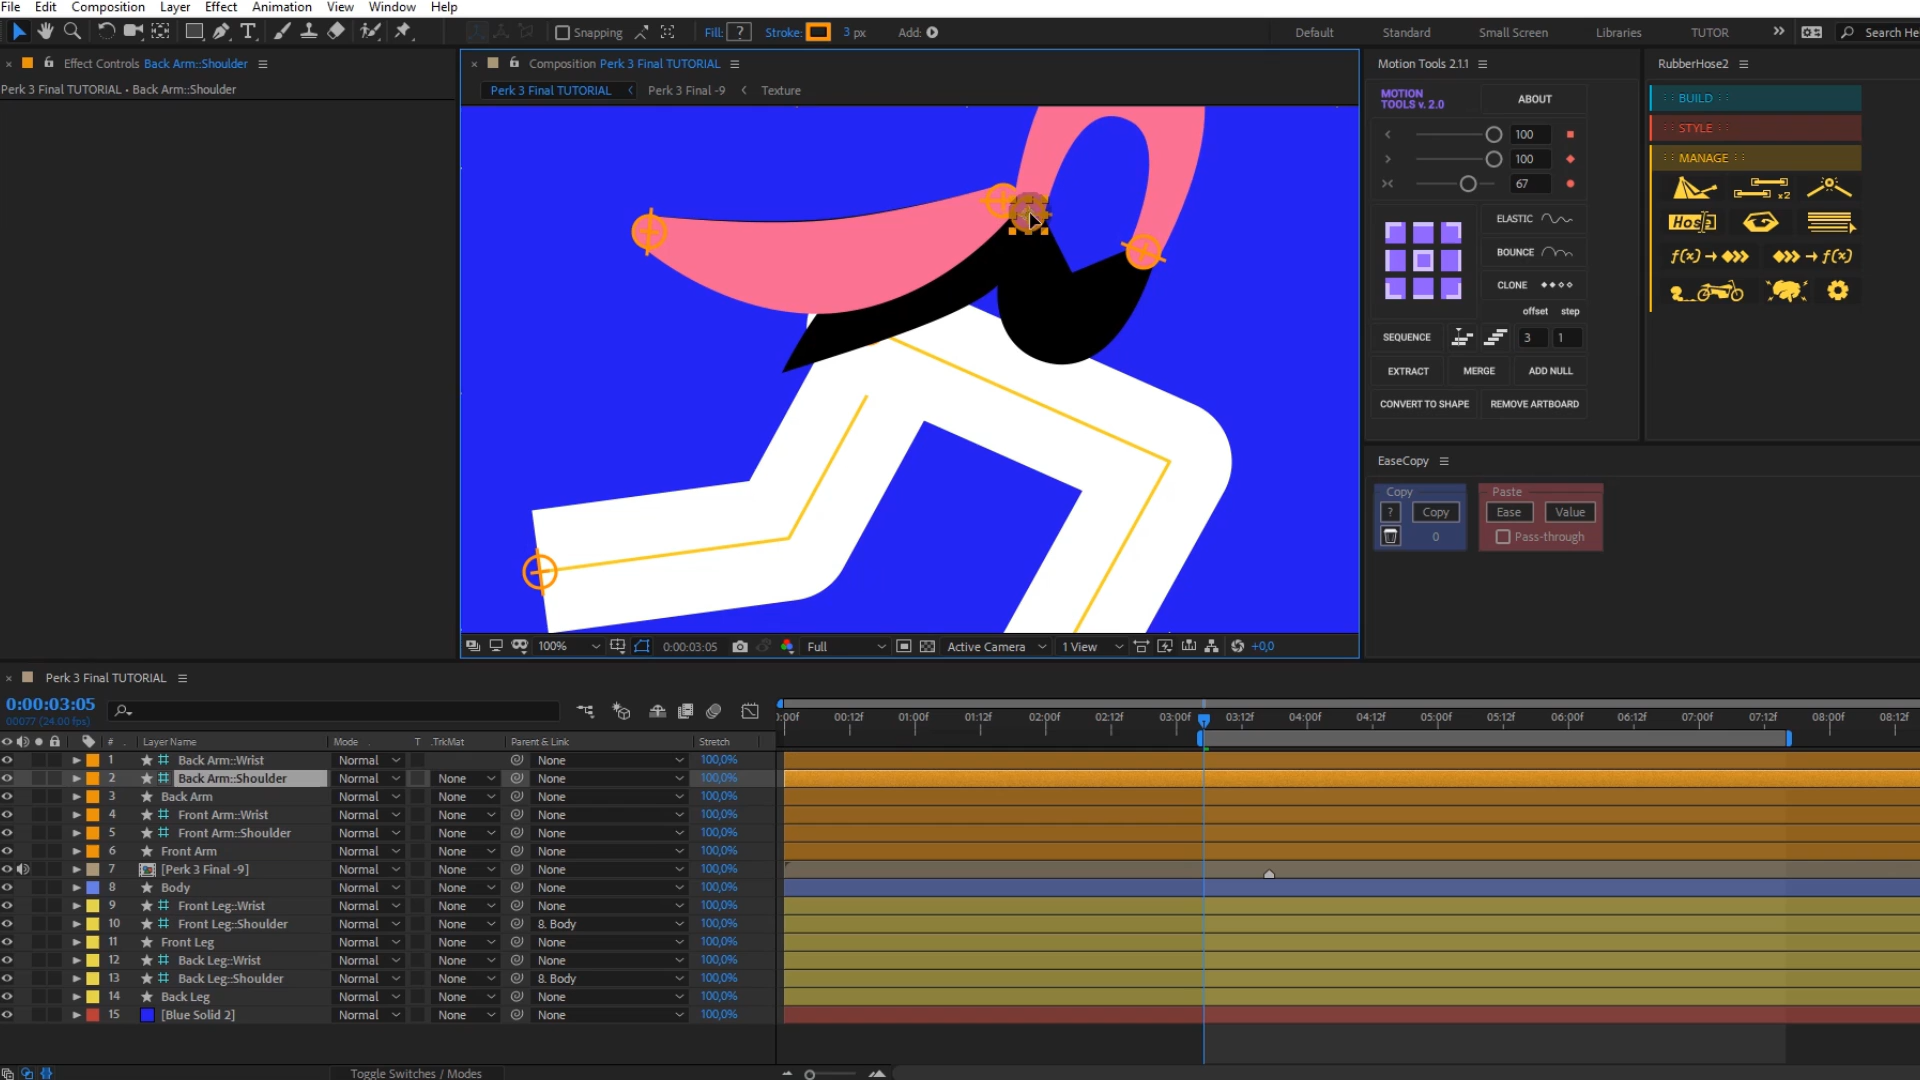 File Edit Composition Layer Effect Animation View Window Help
Snapping Fill: ? Stroke: 3 px Add: Default Standard Small Screen Libraries TUTOR Search He
Effect Controls Back Arm::Shoulder
Perk 3 Final TUTORIAL • Back Arm::Shoulder
Composition Perk 3 Final TUTORIAL
Perk 3 Final TUTORIAL Perk 3 Final -9 Texture
Motion Tools 2.1.1
MOTION TOOLS v. 2.0
ABOUT
100
100
67
ELASTIC
BOUNCE
CLONE
offset step
SEQUENCE 3 1
EXTRACT MERGE ADD NULL
CONVERT TO SHAPE REMOVE ARTBOARD
RubberHose2
:: BUILD ::
:: STYLE ::
:: MANAGE ::
x2
Hose
f(x) f(x)
EaseCopy
Copy Paste
? Copy Ease Value
0 Pass-through
100% 0:00:03:05 Full Active Camera 1 View +0,0
Perk 3 Final TUTORIAL
0:00:03:05
00077 (24.00 fps)
# Layer Name Mode T .TrkMat Parent & Link Stretch
:00f 00:12f 01:00f 01:12f 02:00f 02:12f 03:00f 03:12f 04:00f 04:12f 05:00f 05:12f 06:00f 06:12f 07:00f 07:12f 08:00f 08:12f
1 Back Arm::Wrist Normal None 100,0%
2 Back Arm::Shoulder Normal None None 100,0%
3 Back Arm Normal None None 100,0%
4 Front Arm::Wrist Normal None None 100,0%
5 Front Arm::Shoulder Normal None None 100,0%
6 Front Arm Normal None None 100,0%
7 [Perk 3 Final -9] Normal None None 100,0%
8 Body Normal None None 100,0%
9 Front Leg::Wrist Normal None None 100,0%
10 Front Leg::Shoulder Normal None 8. Body 100,0%
11 Front Leg Normal None None 100,0%
12 Back Leg::Wrist Normal None None 100,0%
13 Back Leg::Shoulder Normal None 8. Body 100,0%
14 Back Leg Normal None None 100,0%
15 [Blue Solid 2] Normal None None 100,0%
Toggle Switches / Modes